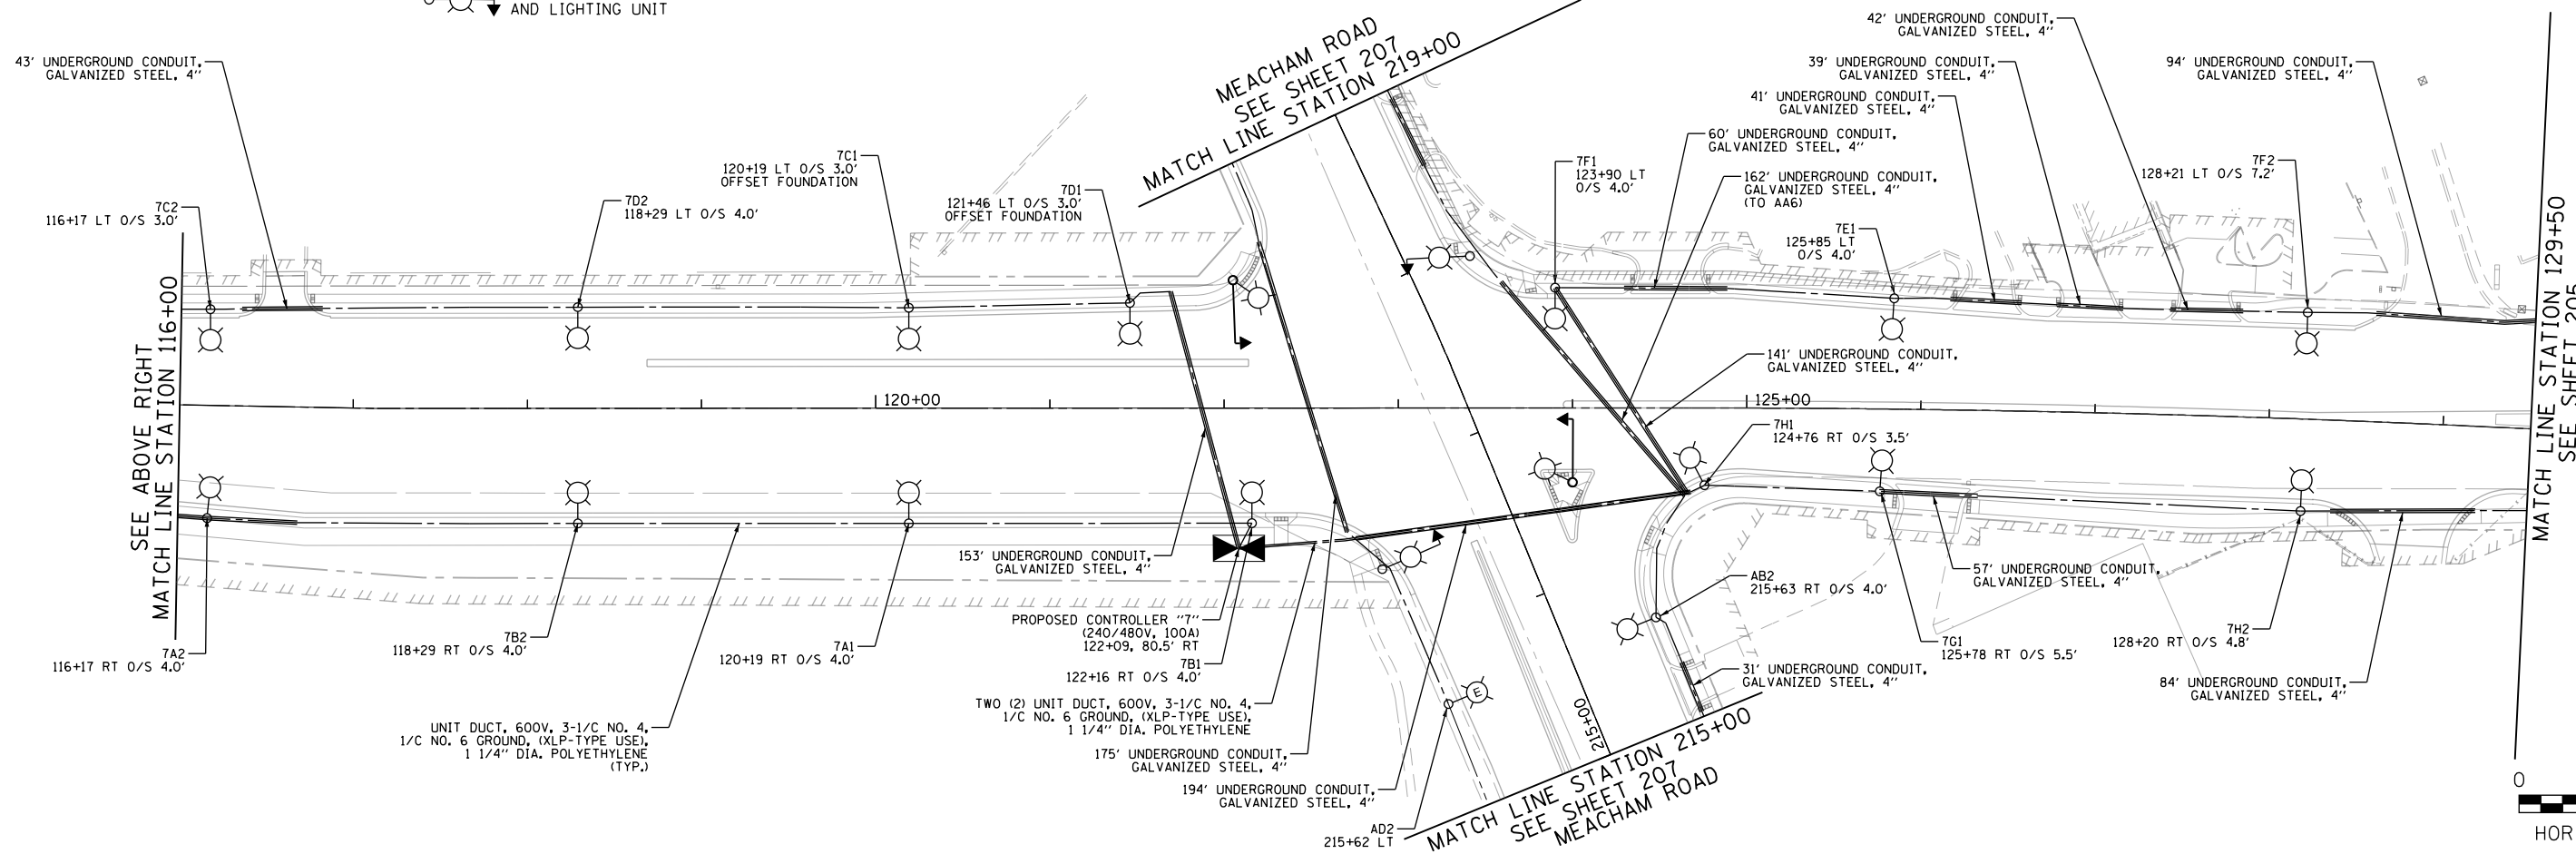 AND LIGHTING UNIT
43' UNDERGROUND CONDUIT,
GALVANIZED STEEL, 4"
7C2
116+17 LT O/S 3.0'
7D2
118+29 LT O/S 4.0'
7C1
120+19 LT O/S 3.0'
OFFSET FOUNDATION
7D1
121+46 LT O/S 3.0'
OFFSET FOUNDATION
MEACHAM ROAD
SEE SHEET 207
MATCH LINE STATION 219+00
7F1
123+90 LT
O/S 4.0'
60' UNDERGROUND CONDUIT,
GALVANIZED STEEL, 4"
162' UNDERGROUND CONDUIT,
GALVANIZED STEEL, 4"
(TO AA6)
41' UNDERGROUND CONDUIT,
GALVANIZED STEEL, 4"
39' UNDERGROUND CONDUIT,
GALVANIZED STEEL, 4"
42' UNDERGROUND CONDUIT,
GALVANIZED STEEL, 4"
94' UNDERGROUND CONDUIT,
GALVANIZED STEEL, 4"
7E1
125+85 LT
O/S 4.0'
7F2
128+21 LT O/S 7.2'
SEE ABOVE RIGHT
MATCH LINE STATION 116+00
120+00
125+00
141' UNDERGROUND CONDUIT,
GALVANIZED STEEL, 4"
7H1
124+76 RT O/S 3.5'
MATCH LINE STATION 129+50
SEE SHEET 205
7A2
116+17 RT O/S 4.0'
7B2
118+29 RT O/S 4.0'
7A1
120+19 RT O/S 4.0'
153' UNDERGROUND CONDUIT,
GALVANIZED STEEL, 4"
PROPOSED CONTROLLER "7"
(240/480V, 100A)
122+09, 80.5' RT
7B1
122+16 RT O/S 4.0'
TWO (2) UNIT DUCT, 600V, 3-1/C NO. 4,
1/C NO. 6 GROUND, (XLP-TYPE USE),
1 1/4" DIA. POLYETHYLENE
UNIT DUCT, 600V, 3-1/C NO. 4,
1/C NO. 6 GROUND, (XLP-TYPE USE),
1 1/4" DIA. POLYETHYLENE
(TYP.)
175' UNDERGROUND CONDUIT,
GALVANIZED STEEL, 4"
194' UNDERGROUND CONDUIT,
GALVANIZED STEEL, 4"
AD2
215+62 LT
E
215+00
MATCH LINE STATION 215+00
SEE SHEET 207
MEACHAM ROAD
AB2
215+63 RT O/S 4.0'
31' UNDERGROUND CONDUIT,
GALVANIZED STEEL, 4"
57' UNDERGROUND CONDUIT,
GALVANIZED STEEL, 4"
7G1
125+78 RT O/S 5.5'
7H2
128+20 RT O/S 4.8'
84' UNDERGROUND CONDUIT,
GALVANIZED STEEL, 4"
0
HOR